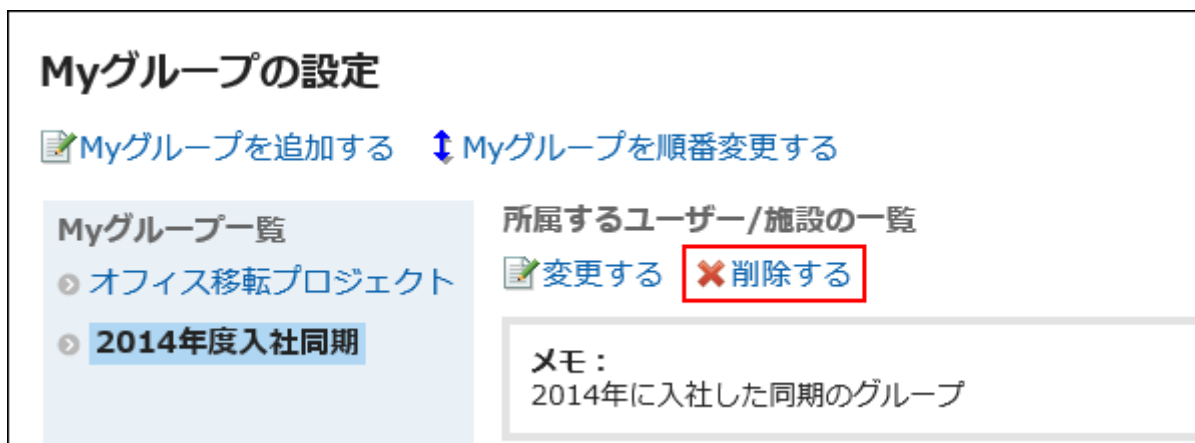 Myグループの設定
Myグループを追加する Myグループを順番変更する
Myグループ一覧
オフィス移転プロジェクト
2014年度入社同期
所属するユーザー/施設の一覧
変更する 削除する
メモ：
2014年に入社した同期のグループ